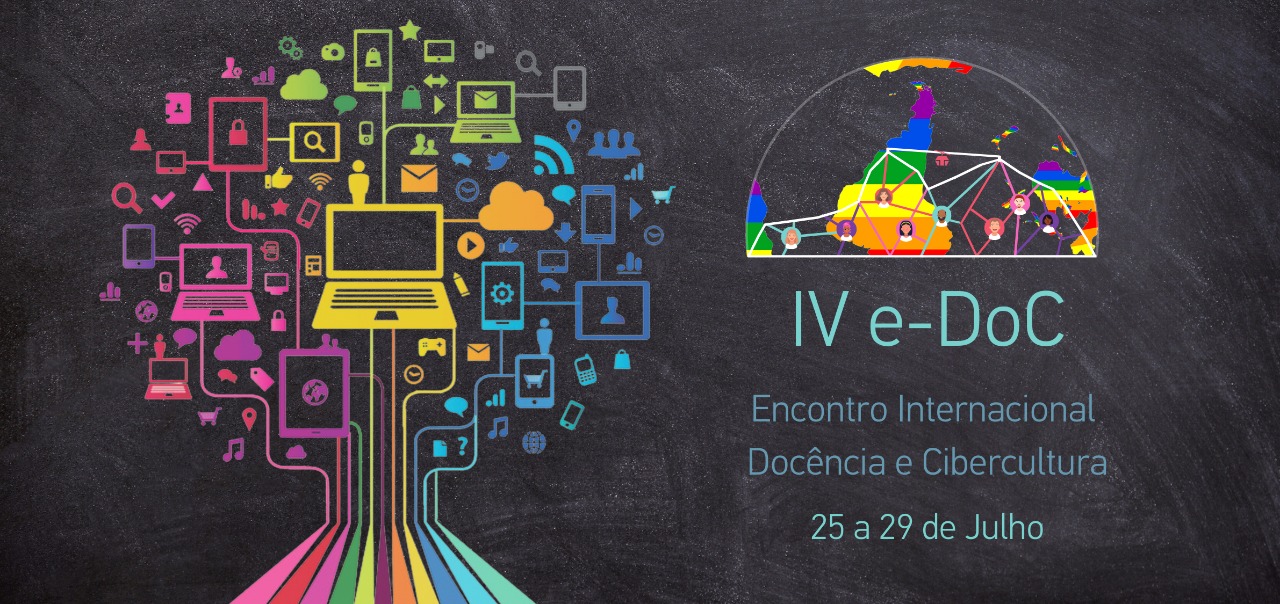 IV e-DoC
Encontro Internacional
Docência e Cibercultura
25 a 29 de Julho